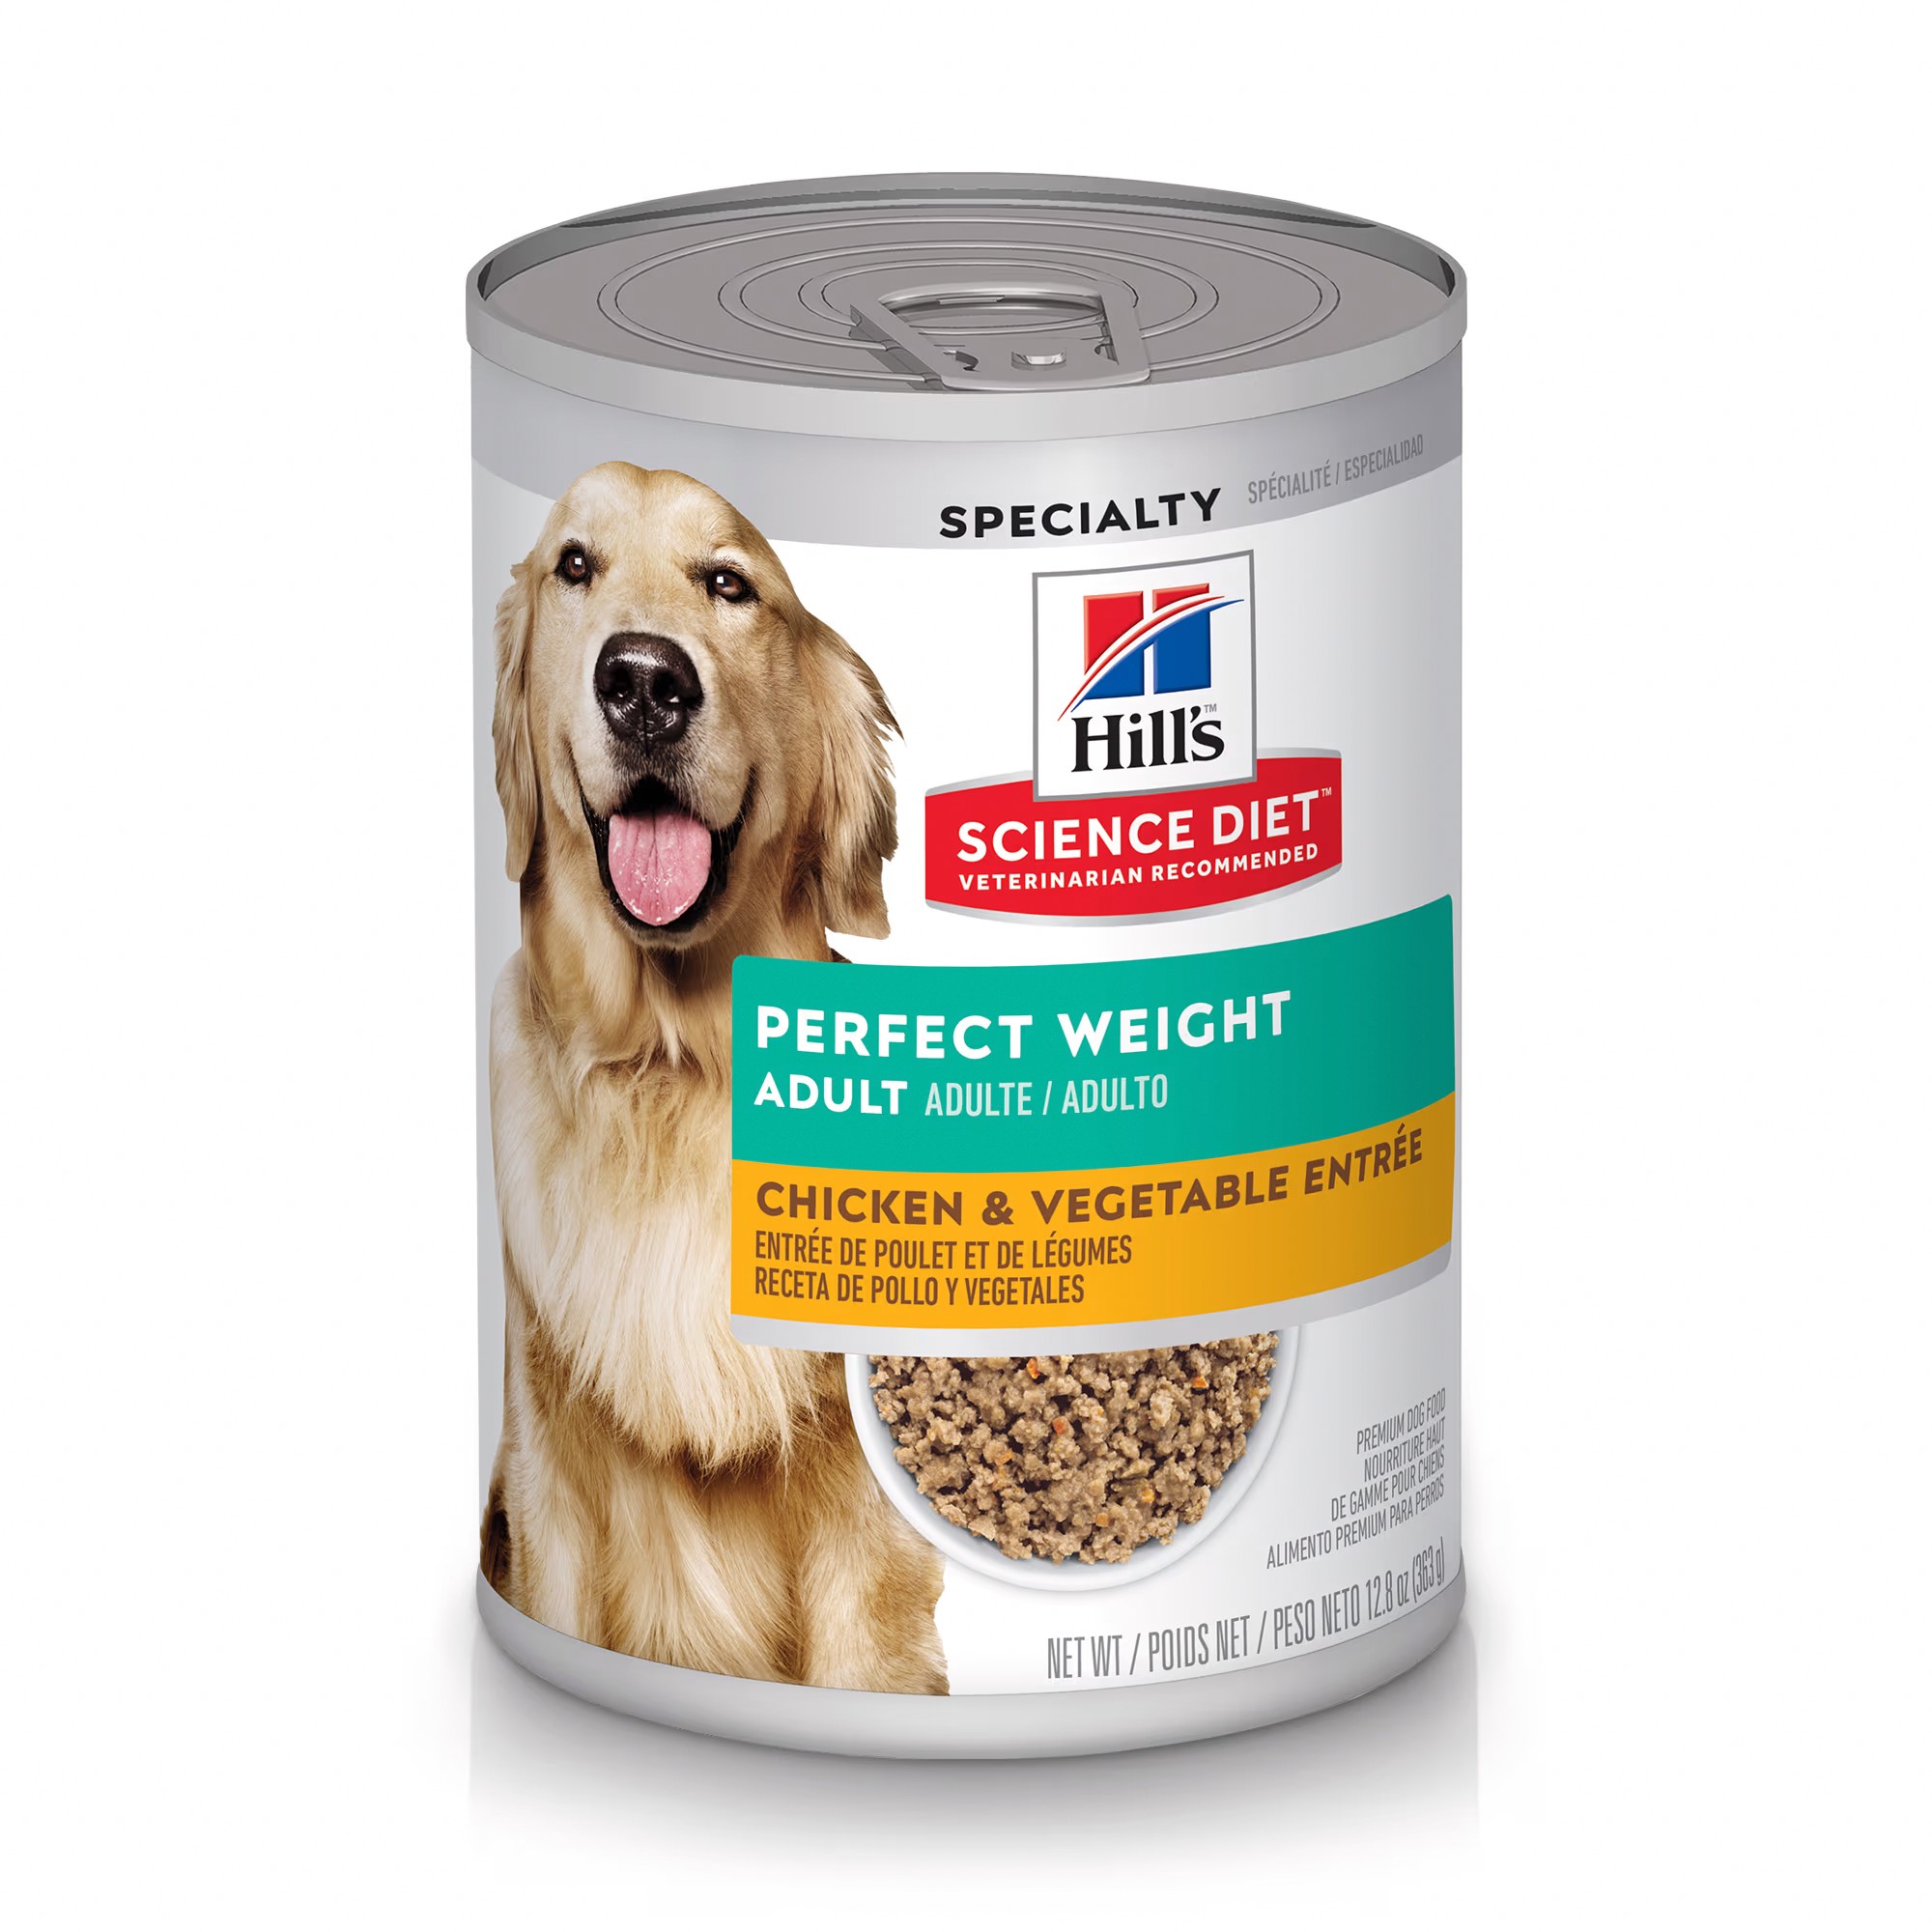 SPECIALTY SPÉCIALITÉ / ESPECIALIDAD
Hill's™
SCIENCE DIET™
VETERINARIAN RECOMMENDED
PERFECT WEIGHT
ADULT ADULTE / ADULTO
CHICKEN & VEGETABLE ENTRÉE
ENTRÉE DE POULET ET DE LÉGUMES
RECETA DE POLLO Y VEGETALES
PREMIUM DOG FOOD
NOURRITURE HAUT
DE GAMME POUR CHIENS
ALIMENTO PREMIUM PARA PERROS
NET WT / POIDS NET / PESO NETO 12.8 oz (363 g)